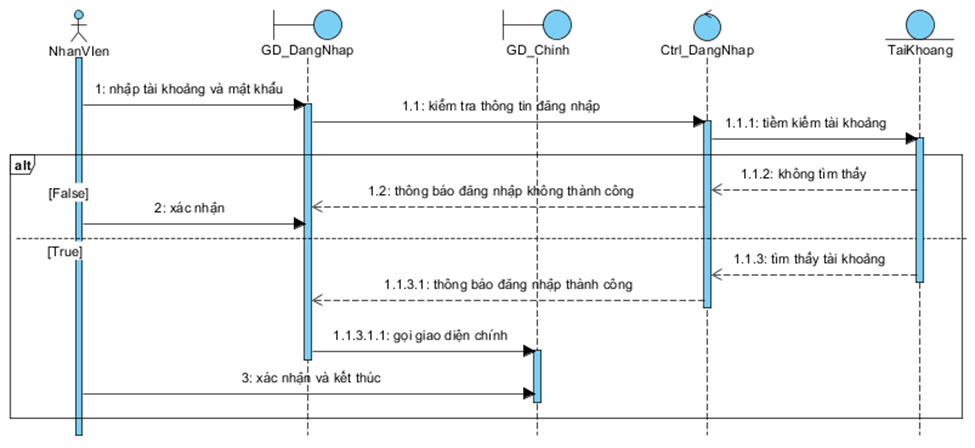 NhanVIen
GD_DangNhap
GD_Chinh
Ctrl_DangNhap
TaiKhoang
1: nhập tài khoảng và mật khẩu
1.1: kiểm tra thông tin đăng nhập
1.1.1: tiềm kiếm tài khoảng
alt
[False]
1.1.2: không tìm thấy
1.2: thông báo đăng nhập không thành công
2: xác nhận
[True]
1.1.3: tìm thấy tài khoảng
1.1.3.1: thông báo đăng nhập thành công
1.1.3.1.1: gọi giao diện chính
3: xác nhận và kết thúc